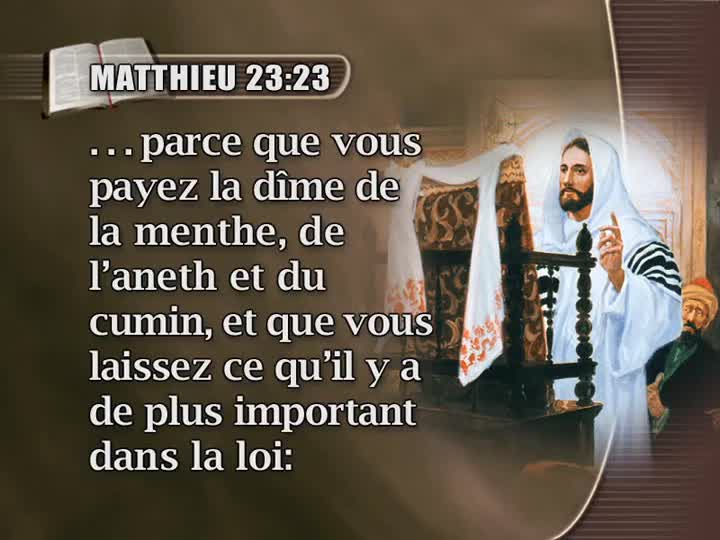 MATTHIEU 23:23
...parce que vous
payez la dîme de
la menthe, de
l’aneth et du
cumin, et que vous
laissez ce qu’il y a
de plus important
dans la loi: